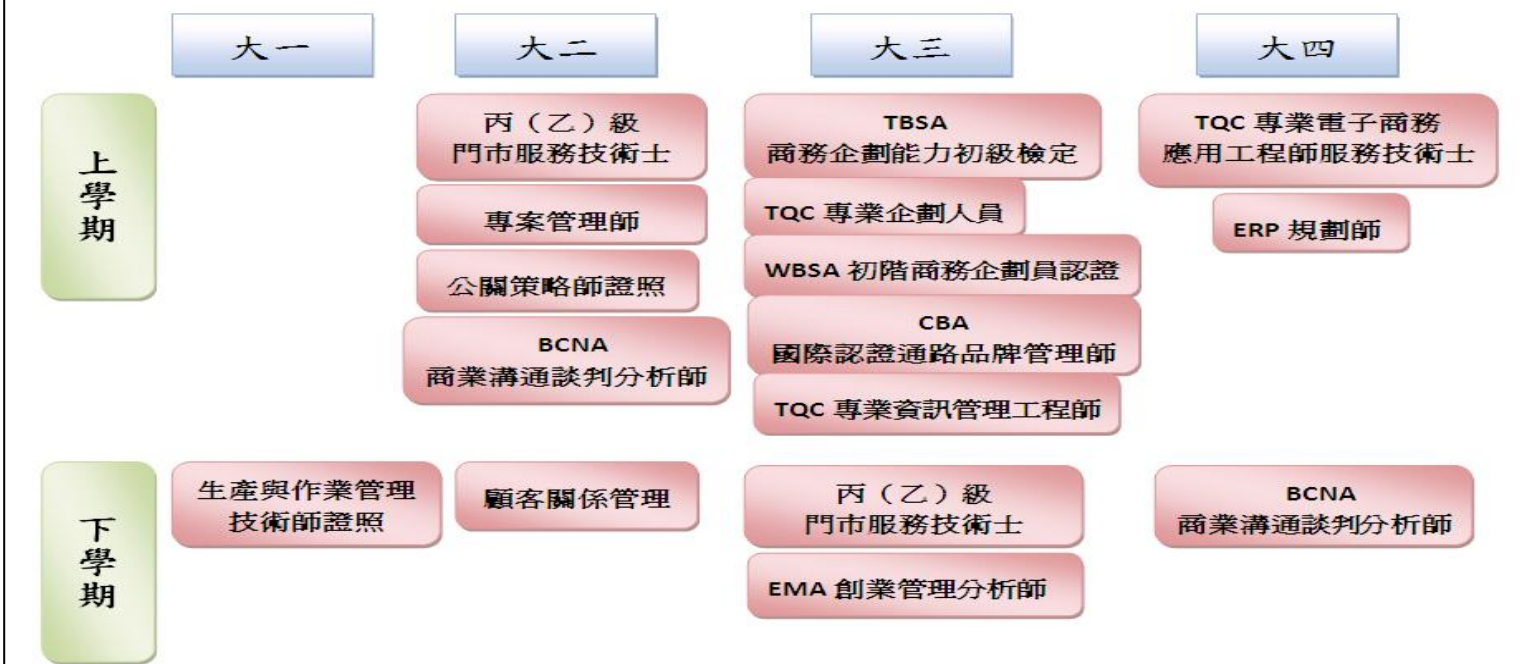 大一
大二
大三
大四
上學期
丙（乙）級
門市服務技術士
專案管理師
公關策略師證照
BCNA
商業溝通談判分析師
TBSA
商務企劃能力初級檢定
TQC 專業企劃人員
WBSA 初階商務企劃員認證
CBA
國際認證通路品牌管理師
TQC 專業資訊管理工程師
TQC 專業電子商務
應用工程師服務技術士
ERP 規劃師
下學期
生產與作業管理
技術師證照
顧客關係管理
丙（乙）級
門市服務技術士
EMA 創業管理分析師
BCNA
商業溝通談判分析師